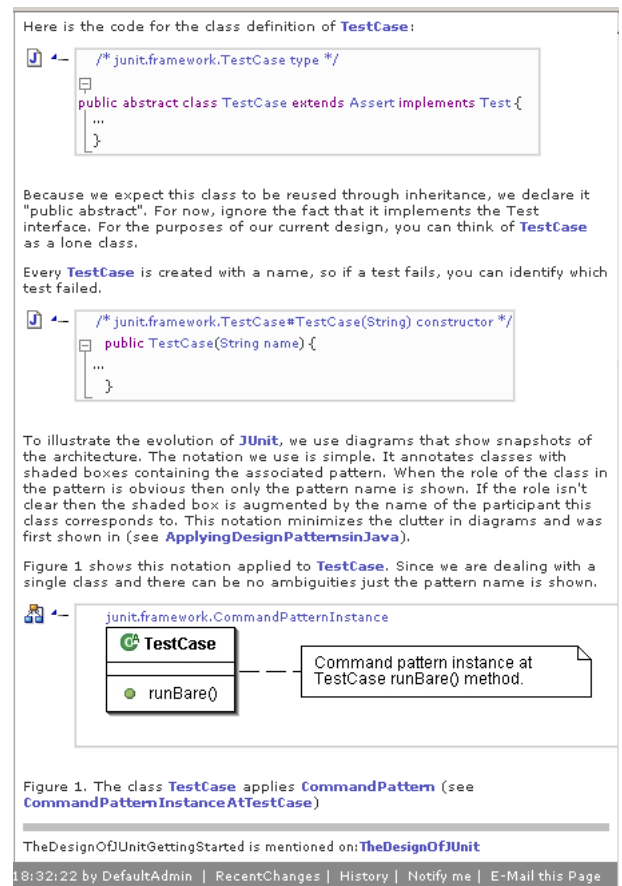 Here is the code for the class definition of TestCase:
/* junit.framework.TestCase type */
public abstract class TestCase extends Assert implements Test {
...
}
Because we expect this class to be reused through inheritance, we declare it
"public abstract". For now, ignore the fact that it implements the Test
interface. For the purposes of our current design, you can think of TestCase
as a lone class.
Every TestCase is created with a name, so if a test fails, you can identify which
test failed.
/* junit.framework.TestCase#TestCase(String) constructor */
public TestCase(String name) {
...
}
To illustrate the evolution of JUnit, we use diagrams that show snapshots of
the architecture. The notation we use is simple. It annotates classes with
shaded boxes containing the associated pattern. When the role of the class in
the pattern is obvious then only the pattern name is shown. If the role isn't
clear then the shaded box is augmented by the name of the participant this
class corresponds to. This notation minimizes the clutter in diagrams and was
first shown in (see ApplyingDesignPatternsinJava).
Figure 1 shows this notation applied to TestCase. Since we are dealing with a
single class and there can be no ambiguities just the pattern name is shown.
junit.framework.CommandPatternInstance
TestCase
runBare()
Command pattern instance at
TestCase runBare() method.
Figure 1. The class TestCase applies CommandPattern (see
CommandPatternInstanceAtTestCase)
TheDesignOfJUnitGettingStarted is mentioned on:TheDesignOfJUnit
18:32:22 by DefaultAdmin | RecentChanges | History | Notify me | E-Mail this Page